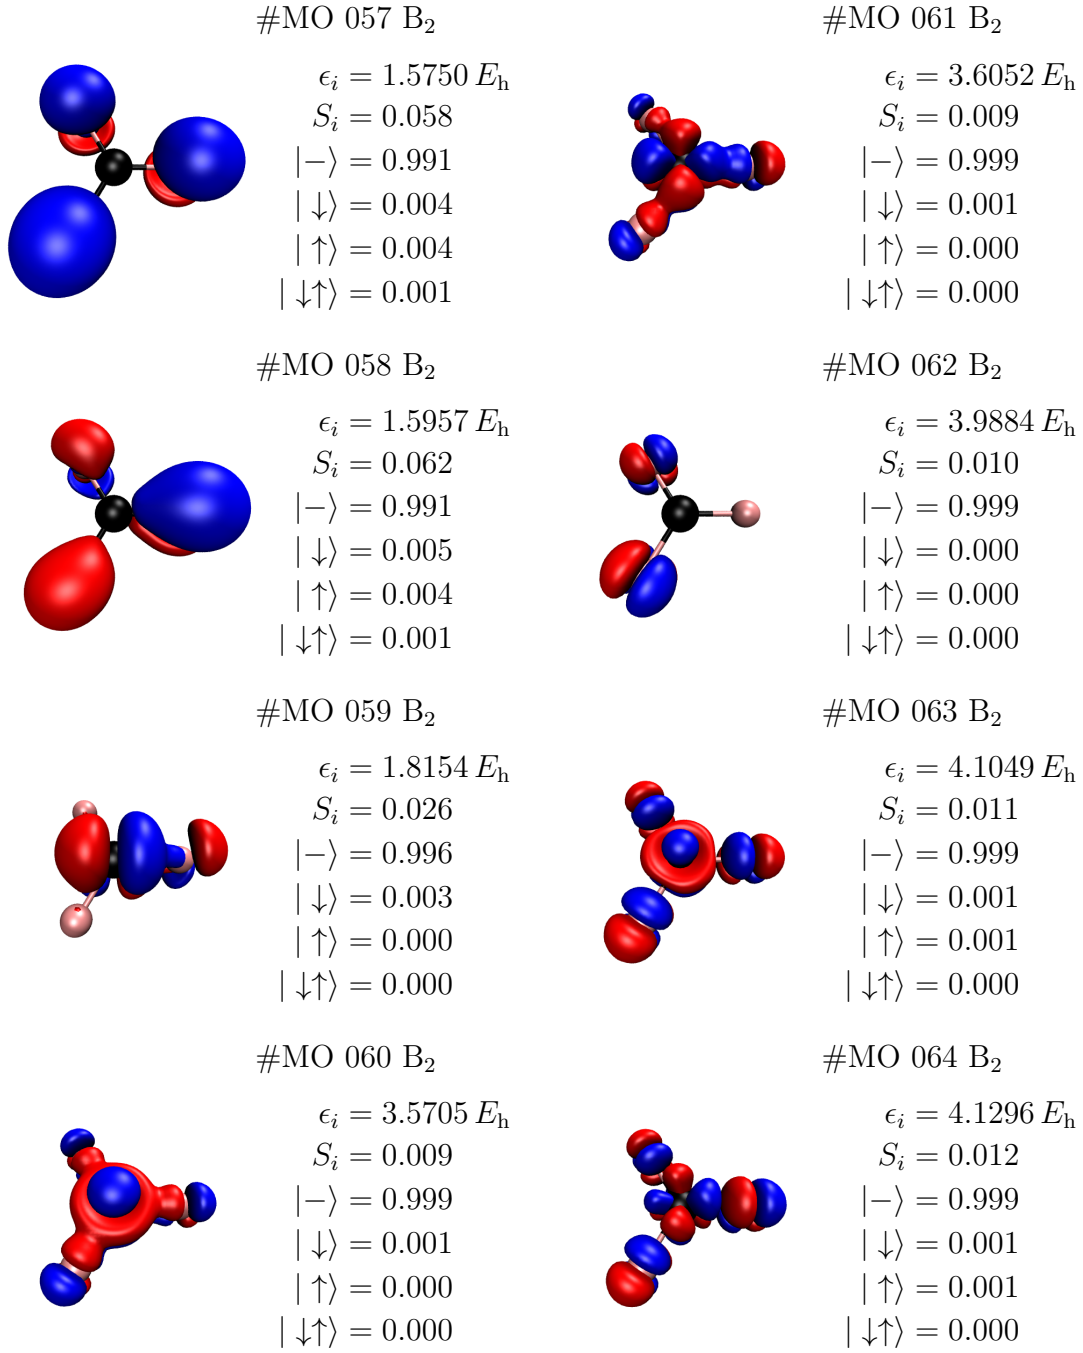 #MO 057 B₂
ϵᵢ = 1.5750 Eₕ
Sᵢ = 0.058
|−⟩ = 0.991
| ↓⟩ = 0.004
| ↑⟩ = 0.004
| ↓↑⟩ = 0.001
#MO 058 B₂
ϵᵢ = 1.5957 Eₕ
Sᵢ = 0.062
|−⟩ = 0.991
| ↓⟩ = 0.005
| ↑⟩ = 0.004
| ↓↑⟩ = 0.001
#MO 059 B₂
ϵᵢ = 1.8154 Eₕ
Sᵢ = 0.026
|−⟩ = 0.996
| ↓⟩ = 0.003
| ↑⟩ = 0.000
| ↓↑⟩ = 0.000
#MO 060 B₂
ϵᵢ = 3.5705 Eₕ
Sᵢ = 0.009
|−⟩ = 0.999
| ↓⟩ = 0.001
| ↑⟩ = 0.000
| ↓↑⟩ = 0.000
#MO 061 B₂
ϵᵢ = 3.6052 Eₕ
Sᵢ = 0.009
|−⟩ = 0.999
| ↓⟩ = 0.001
| ↑⟩ = 0.000
| ↓↑⟩ = 0.000
#MO 062 B₂
ϵᵢ = 3.9884 Eₕ
Sᵢ = 0.010
|−⟩ = 0.999
| ↓⟩ = 0.000
| ↑⟩ = 0.000
| ↓↑⟩ = 0.000
#MO 063 B₂
ϵᵢ = 4.1049 Eₕ
Sᵢ = 0.011
|−⟩ = 0.999
| ↓⟩ = 0.001
| ↑⟩ = 0.001
| ↓↑⟩ = 0.000
#MO 064 B₂
ϵᵢ = 4.1296 Eₕ
Sᵢ = 0.012
|−⟩ = 0.999
| ↓⟩ = 0.001
| ↑⟩ = 0.001
| ↓↑⟩ = 0.000